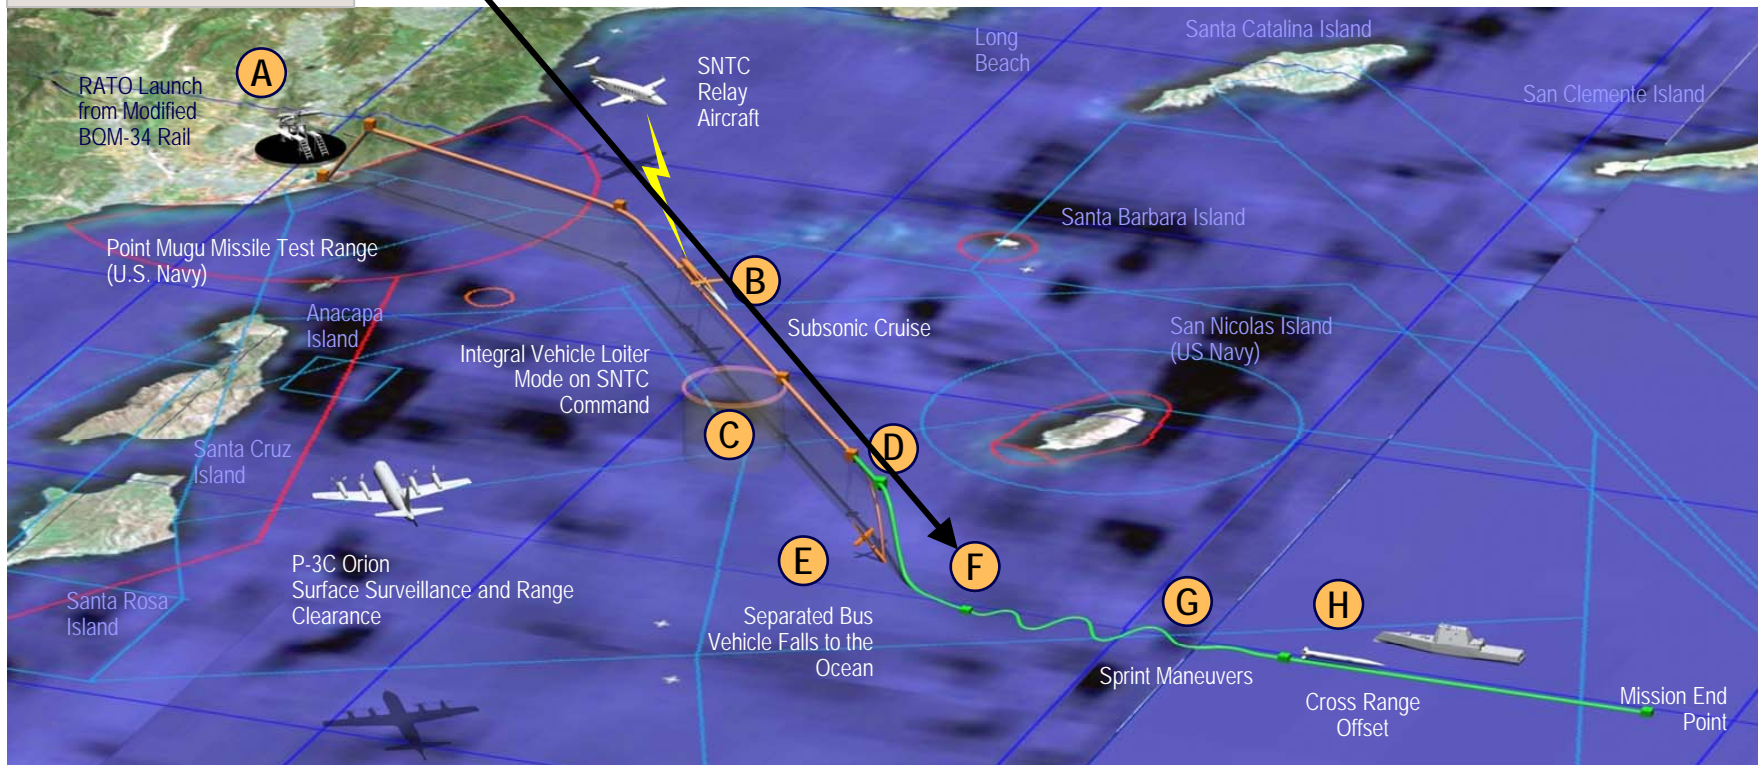 Long
Beach
Santa Catalina Island
San Clemente Island
A
RATO Launch
from Modified
BQM-34 Rail
SNTC
Relay
Aircraft
Santa Barbara Island
Point Mugu Missile Test Range
(U.S. Navy)
B
Anacapa
Island
Subsonic Cruise
San Nicolas Island
(US Navy)
Integral Vehicle Loiter
Mode on SNTC
Command
C
D
Santa Cruz
Island
E
F
P-3C Orion
Surface Surveillance and Range
Clearance
Santa Rosa
Island
G
H
Separated Bus
Vehicle Falls to the
Ocean
Sprint Maneuvers
Cross Range
Offset
Mission End
Point